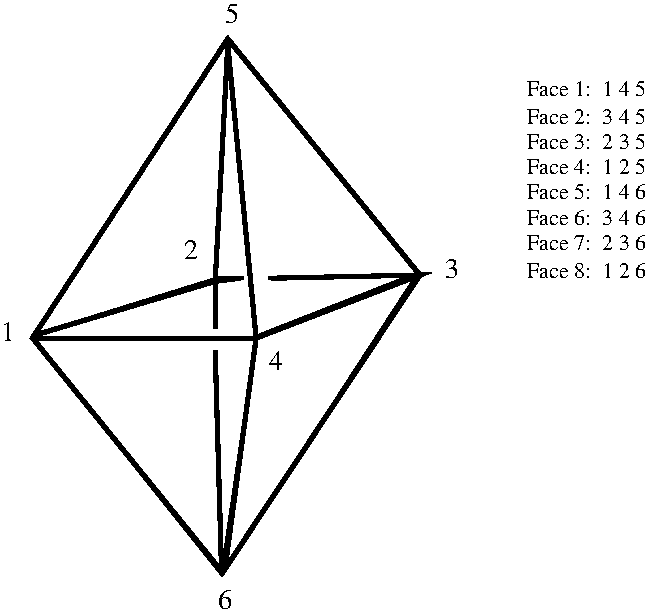 5
Face 1: 1 4 5
Face 2: 3 4 5
Face 3: 2 3 5
Face 4: 1 2 5
Face 5: 1 4 6
Face 6: 3 4 6
Face 7: 2 3 6
Face 8: 1 2 6
2
3
1
4
6